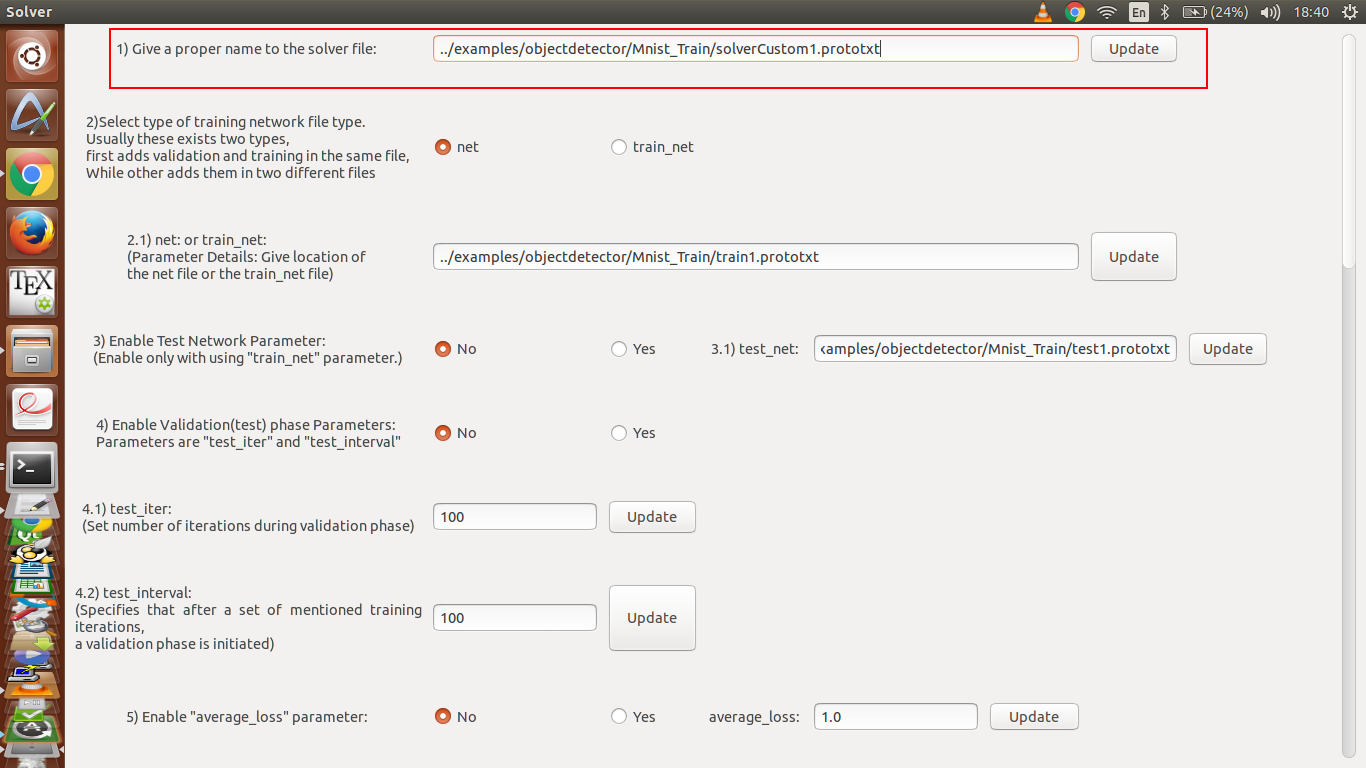 Solver En (24%) 18:40
1) Give a proper name to the solver file: ../examples/objectdetector/Mnist_Train/solverCustom1.prototxt Update
2)Select type of training network file type.
Usually these exists two types,
first adds validation and training in the same file,
While other adds them in two different files
net train_net
2.1) net: or train_net:
(Parameter Details: Give location of
the net file or the train_net file)
../examples/objectdetector/Mnist_Train/train1.prototxt Update
3) Enable Test Network Parameter:
(Enable only with using "train_net" parameter.)
No Yes 3.1) test_net: xamples/objectdetector/Mnist_Train/test1.prototxt Update
4) Enable Validation(test) phase Parameters:
Parameters are "test_iter" and "test_interval"
No Yes
4.1) test_iter:
(Set number of iterations during validation phase)
100 Update
4.2) test_interval:
(Specifies that after a set of mentioned training
iterations,
a validation phase is initiated)
100 Update
5) Enable "average_loss" parameter: No Yes average_loss: 1.0 Update
TEX